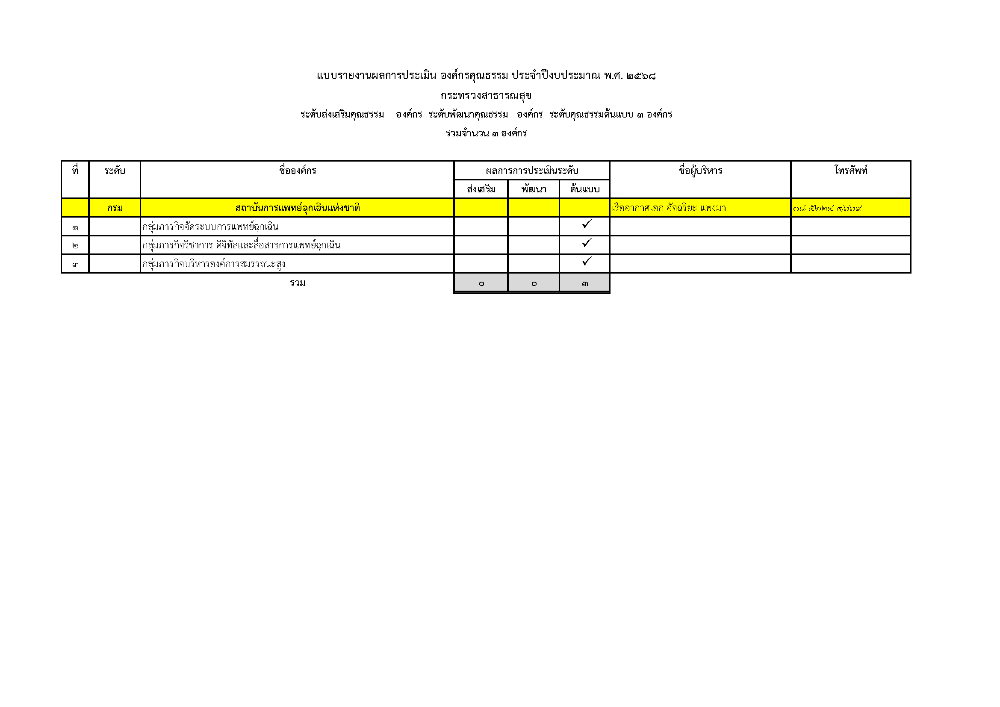 แบบรายงานผลการประเมิน องค์กรคุณธรรม ประจำปีงบประมาณ พ.ศ. ๒๕๖๘
กระทรวงสาธารณสุข
ระดับส่งเสริมคุณธรรม องค์กร ระดับพัฒนาคุณธรรม องค์กร ระดับคุณธรรมต้นแบบ ๓ องค์กร
รวมจำนวน ๓ องค์กร
ที่ ระดับ ชื่อองค์กร ผลการการประเมินระดับ ชื่อผู้บริหาร โทรศัพท์
ส่งเสริม พัฒนา ต้นแบบ
กรม สถาบันการแพทย์ฉุกเฉินแห่งชาติ เรืออากาศเอก อัจฉริยะ แพงมา ๐๘ ๕๒๒๔ ๑๖๖๙
๑ กลุ่มภารกิจจัดระบบการแพทย์ฉุกเฉิน ✓
๒ กลุ่มภารกิจวิชาการ ดิจิทัลและสื่อสารการแพทย์ฉุกเฉิน ✓
๓ กลุ่มภารกิจบริหารองค์การสมรรถนะสูง ✓
รวม ๐ ๐ ๓